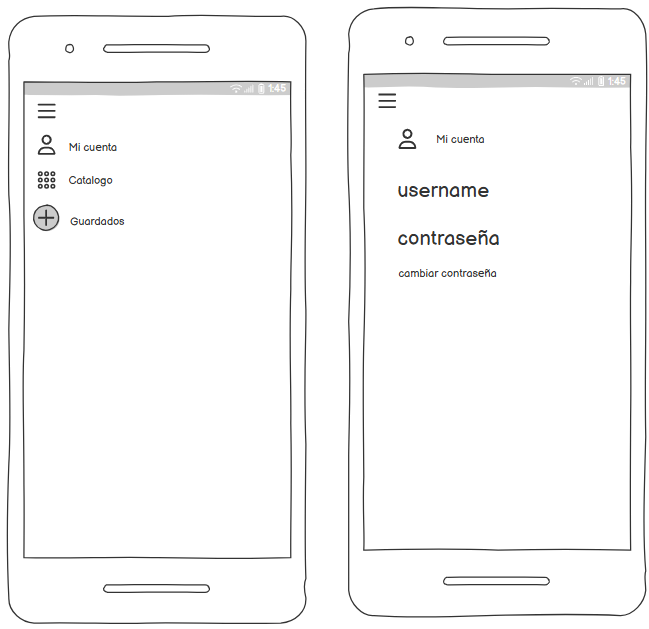 1:45
Mi cuenta
Catalogo
Guardados
1:45
Mi cuenta
username
contraseña
cambiar contraseña